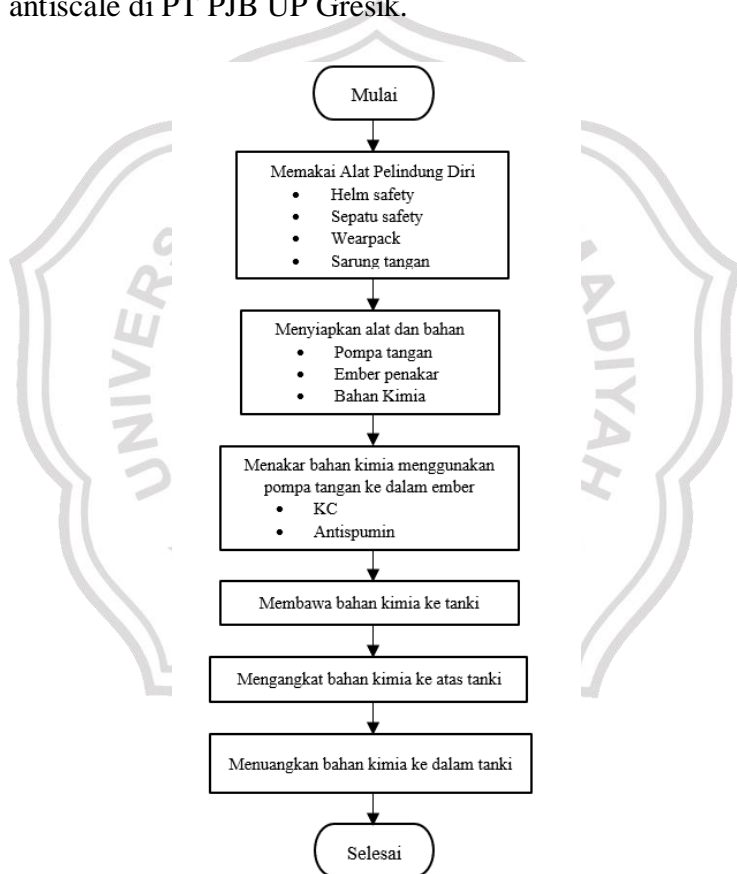 antiscale di PT PJB UP Gresik.
Mulai
Memakai Alat Pelindung Diri
• Helm safety
• Sepatu safety
• Wearpack
• Sarung tangan
Menyiapkan alat dan bahan
• Pompa tangan
• Ember penakar
• Bahan Kimia
Menakar bahan kimia menggunakan
pompa tangan ke dalam ember
• KC
• Antispumin
Membawa bahan kimia ke tanki
Mengangkat bahan kimia ke atas tanki
Menuangkan bahan kimia ke dalam tanki
Selesai